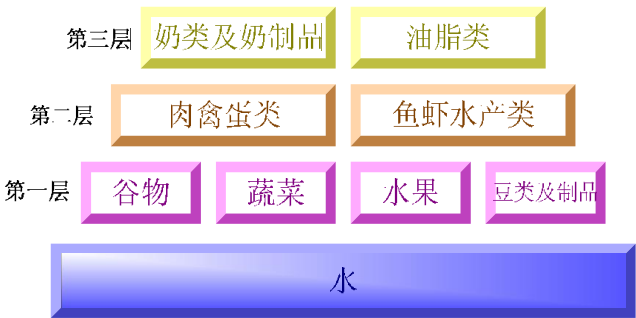 第三层 奶类及奶制品 油脂类
第二层 肉禽蛋类 鱼虾水产类
第一层 谷物 蔬菜 水果 豆类及制品
水